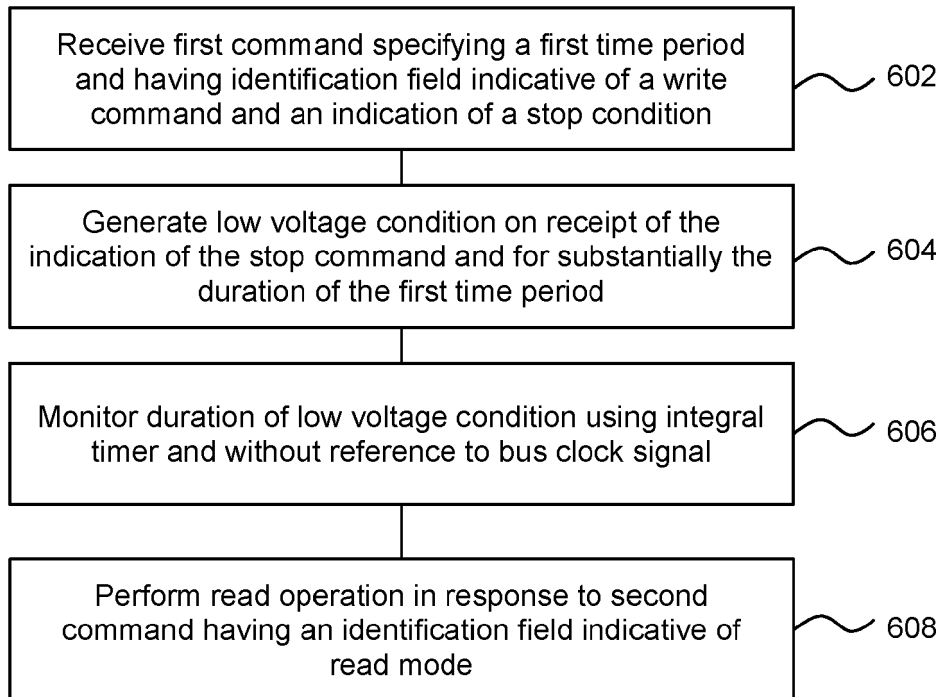 Receive first command specifying a first time period
and having identification field indicative of a write
command and an indication of a stop condition
602
Generate low voltage condition on receipt of the
indication of the stop command and for substantially the
duration of the first time period
604
Monitor duration of low voltage condition using integral
timer and without reference to bus clock signal
606
Perform read operation in response to second
command having an identification field indicative of
read mode
608